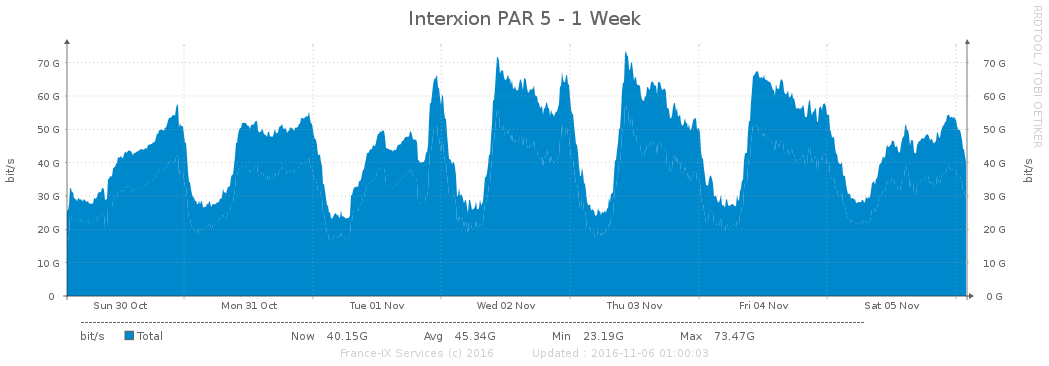 Interxion PAR 5 - 1 Week
RRDTOOL / TOBI OETIKER
bit/s
70 G
60 G
50 G
40 G
30 G
20 G
10 G
0
70 G
60 G
50 G
40 G
30 G
20 G
10 G
0 G
bit/s
Sun 30 Oct Mon 31 Oct Tue 01 Nov Wed 02 Nov Thu 03 Nov Fri 04 Nov Sat 05 Nov
bit/s Total Now 40.15G Avg 45.34G Min 23.19G Max 73.47G
France-IX Services (c) 2016 Updated : 2016-11-06 01:00:03